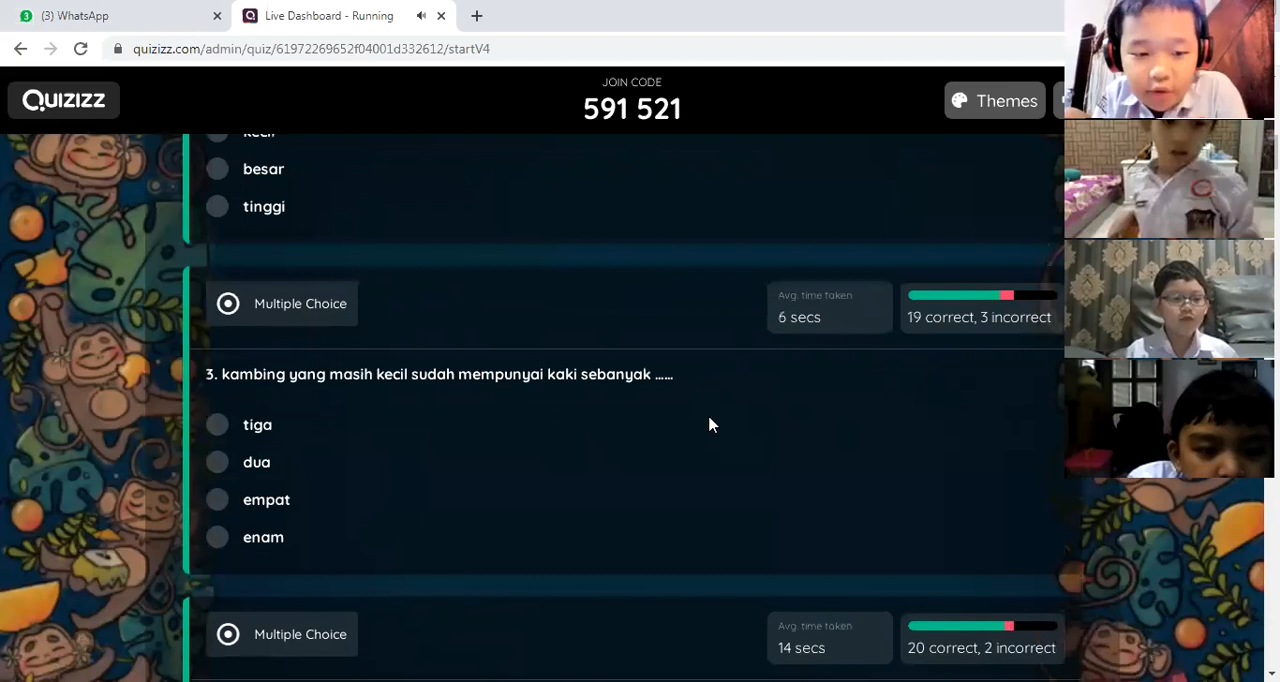 (3) WhatsApp
Live Dashboard - Running
quizizz.com/admin/quiz/61972269652f04001d332612/startV4
QUIZIZZ
JOIN CODE
591 521
Themes
kecil
besar
tinggi
Multiple Choice
Avg. time taken
6 secs
19 correct, 3 incorrect
3. kambing yang masih kecil sudah mempunyai kaki sebanyak ......
tiga
dua
empat
enam
Multiple Choice
Avg. time taken
14 secs
20 correct, 2 incorrect